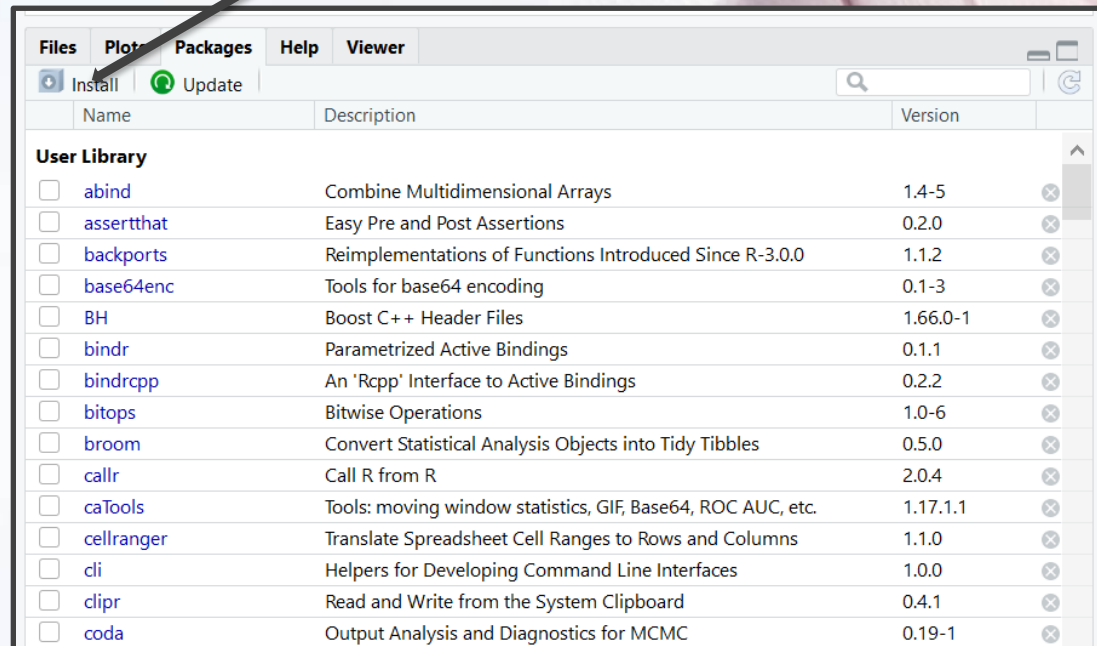 Files Plots Packages Help Viewer
Install Update
Name Description Version
User Library
abind Combine Multidimensional Arrays 1.4-5
assertthat Easy Pre and Post Assertions 0.2.0
backports Reimplementations of Functions Introduced Since R-3.0.0 1.1.2
base64enc Tools for base64 encoding 0.1-3
BH Boost C++ Header Files 1.66.0-1
bindr Parametrized Active Bindings 0.1.1
bindrcpp An 'Rcpp' Interface to Active Bindings 0.2.2
bitops Bitwise Operations 1.0-6
broom Convert Statistical Analysis Objects into Tidy Tibbles 0.5.0
callr Call R from R 2.0.4
caTools Tools: moving window statistics, GIF, Base64, ROC AUC, etc. 1.17.1.1
cellranger Translate Spreadsheet Cell Ranges to Rows and Columns 1.1.0
cli Helpers for Developing Command Line Interfaces 1.0.0
clipr Read and Write from the System Clipboard 0.4.1
coda Output Analysis and Diagnostics for MCMC 0.19-1